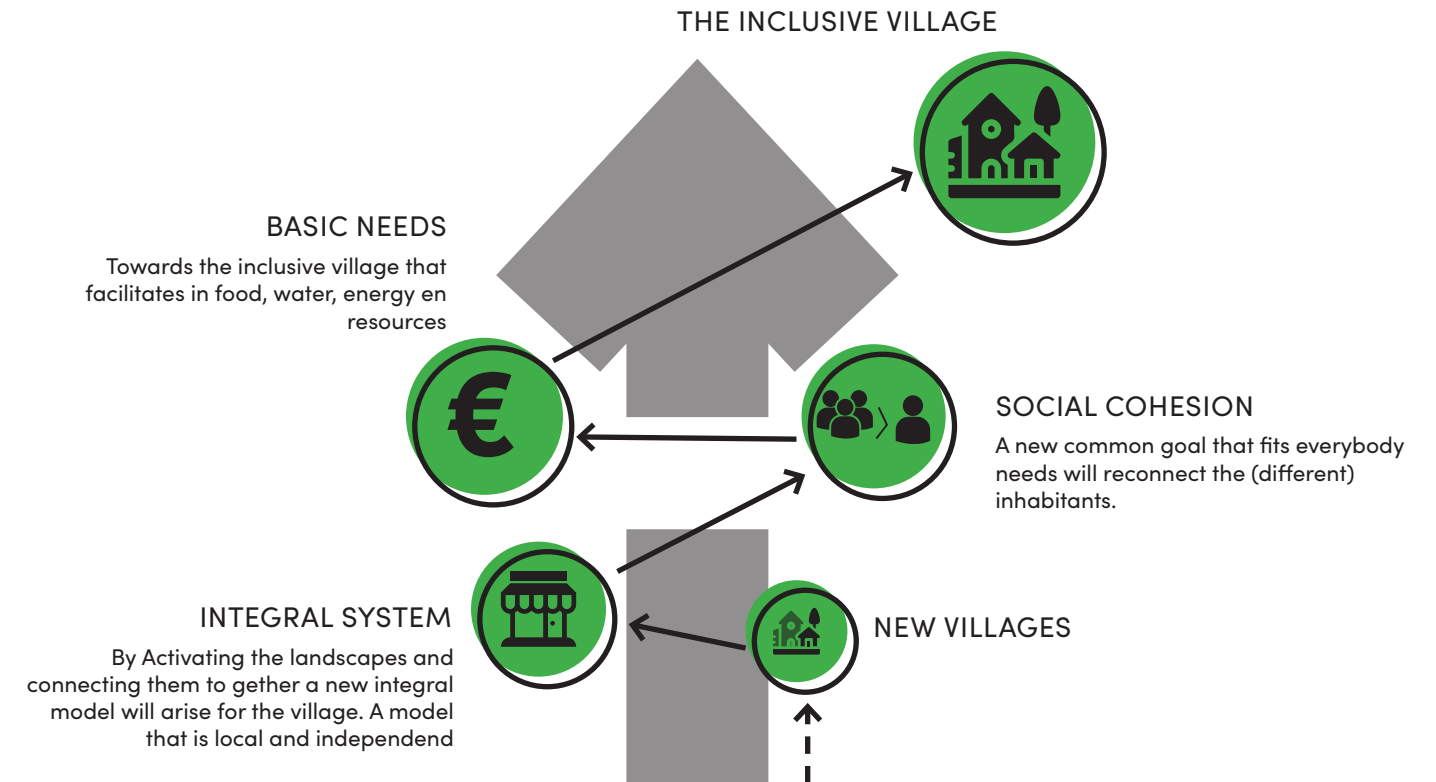 THE INCLUSIVE VILLAGE
BASIC NEEDS
Towards the inclusive village that
facilitates in food, water, energy en
resources
€
SOCIAL COHESION
A new common goal that fits everybody
needs will reconnect the (different)
inhabitants.
INTEGRAL SYSTEM
By Activating the landscapes and
connecting them to gether a new integral
model will arise for the village. A model
that is local and independend
NEW VILLAGES